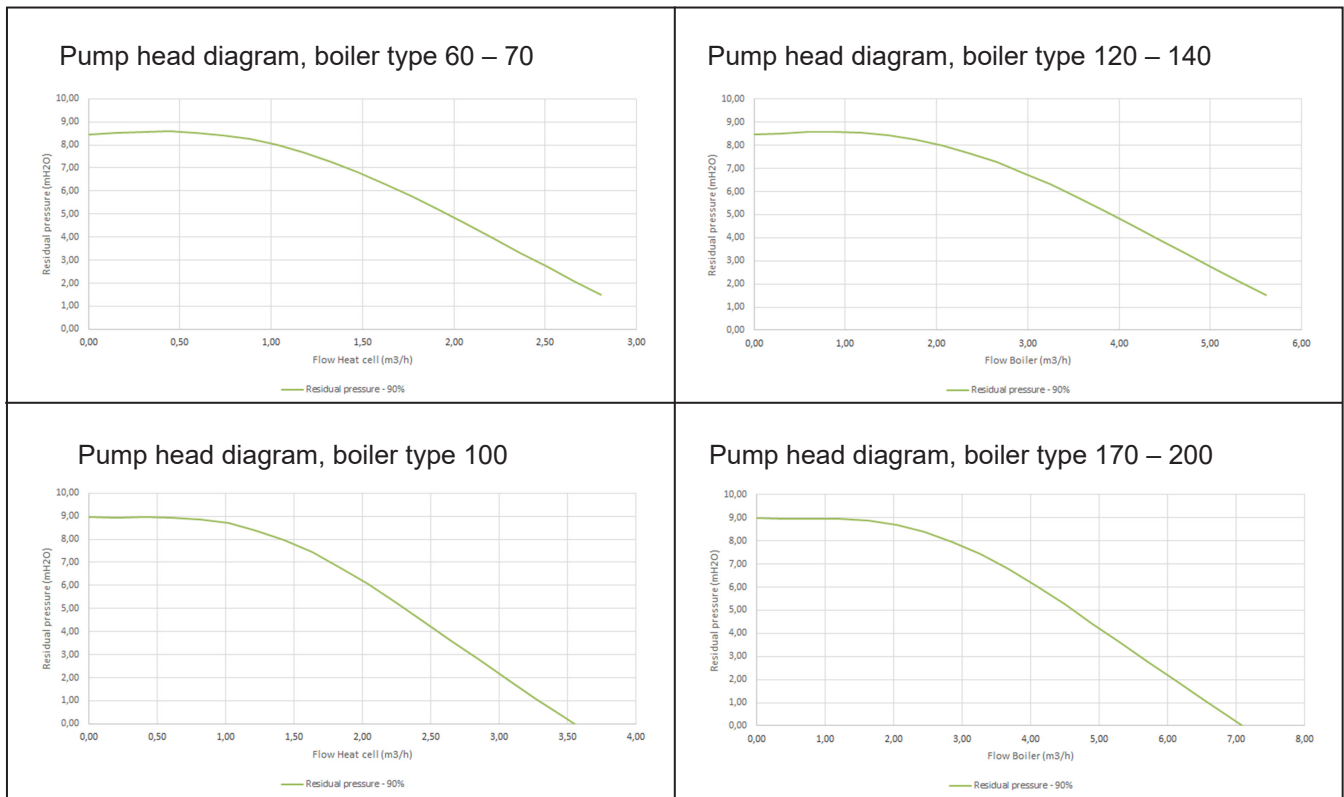 Pump head diagram, boiler type 60 – 70
10,00
9,00
8,00
7,00
6,00
5,00
4,00
3,00
2,00
1,00
0,00
Residual pressure (mH2O)
0,00 0,50 1,00 1,50 2,00 2,50 3,00
Flow Heat cell (m3/h)
Residual pressure - 90%
Pump head diagram, boiler type 120 – 140
10,00
9,00
8,00
7,00
6,00
5,00
4,00
3,00
2,00
1,00
0,00
Residual pressure (mH2O)
0,00 1,00 2,00 3,00 4,00 5,00 6,00
Flow Boiler (m3/h)
Residual pressure - 90%
Pump head diagram, boiler type 100
10,00
9,00
8,00
7,00
6,00
5,00
4,00
3,00
2,00
1,00
0,00
Residual pressure (mH2O)
0,00 0,50 1,00 1,50 2,00 2,50 3,00 3,50 4,00
Flow Heat cell (m3/h)
Residual pressure - 90%
Pump head diagram, boiler type 170 – 200
10,00
9,00
8,00
7,00
6,00
5,00
4,00
3,00
2,00
1,00
0,00
Residual pressure (mH2O)
0,00 1,00 2,00 3,00 4,00 5,00 6,00 7,00 8,00
Flow Boiler (m3/h)
Residual pressure - 90%